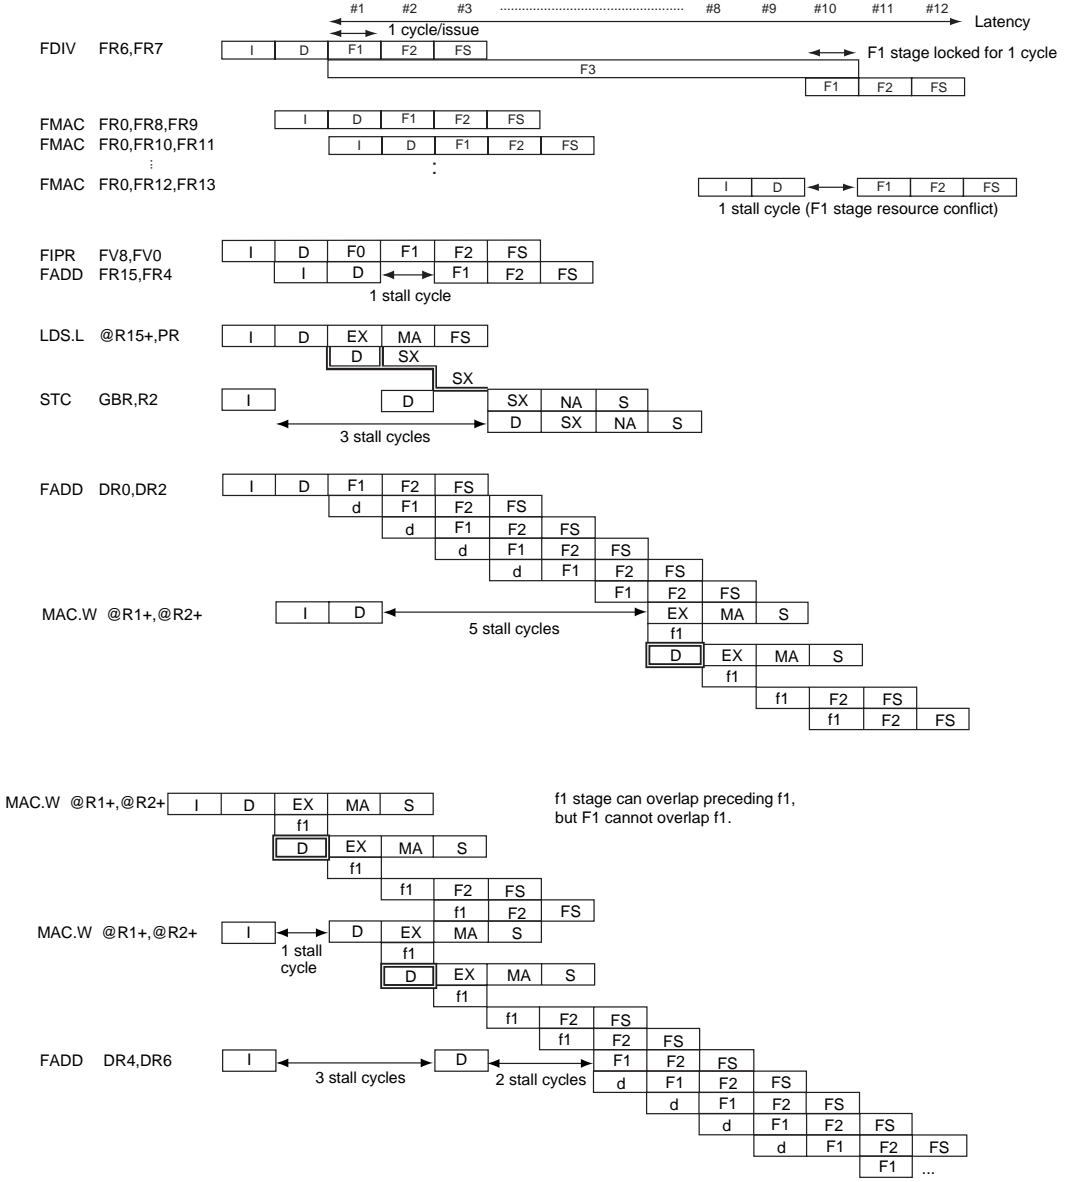 #1 #2 #3 #8 #9 #10 #11 #12
Latency
1 cycle/issue
FDIV FR6,FR7 I D F1 F2 FS F1 stage locked for 1 cycle
F3
F1 F2 FS
FMAC FR0,FR8,FR9 I D F1 F2 FS
FMAC FR0,FR10,FR11 I D F1 F2 FS
:
FMAC FR0,FR12,FR13 I D F1 F2 FS
1 stall cycle (F1 stage resource conflict)
FIPR FV8,FV0 I D F0 F1 F2 FS
FADD FR15,FR4 I D F1 F2 FS
1 stall cycle
LDS.L @R15+,PR I D EX MA FS
D SX
SX
STC GBR,R2 I D SX NA S
D SX NA S
3 stall cycles
FADD DR0,DR2 I D F1 F2 FS
d F1 F2 FS
d F1 F2 FS
d F1 F2 FS
d F1 F2 FS
F1 F2 FS
MAC.W @R1+,@R2+ I D EX MA S
5 stall cycles
f1
D EX MA S
f1
f1 F2 FS
f1 F2 FS
MAC.W @R1+,@R2+ I D EX MA S
f1 stage can overlap preceding f1,
but F1 cannot overlap f1.
f1
D EX MA S
f1
f1 F2 FS
f1 F2 FS
MAC.W @R1+,@R2+ I D EX MA S
1 stall
cycle
f1
D EX MA S
f1
f1 F2 FS
f1 F2 FS
FADD DR4,DR6 I D F1 F2 FS
3 stall cycles 2 stall cycles
d F1 F2 FS
d F1 F2 FS
d F1 F2 FS
d F1 F2 FS
F1 ...